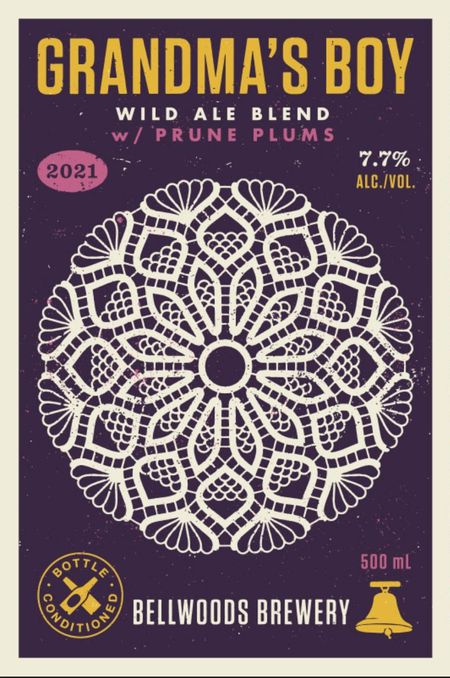 GRANDMA'S BOY
WILD ALE BLEND
w/ PRUNE PLUMS
2021
7.7%
ALC./VOL.
500 mL
BOTTLE
CONDITIONED
BELLWOODS BREWERY